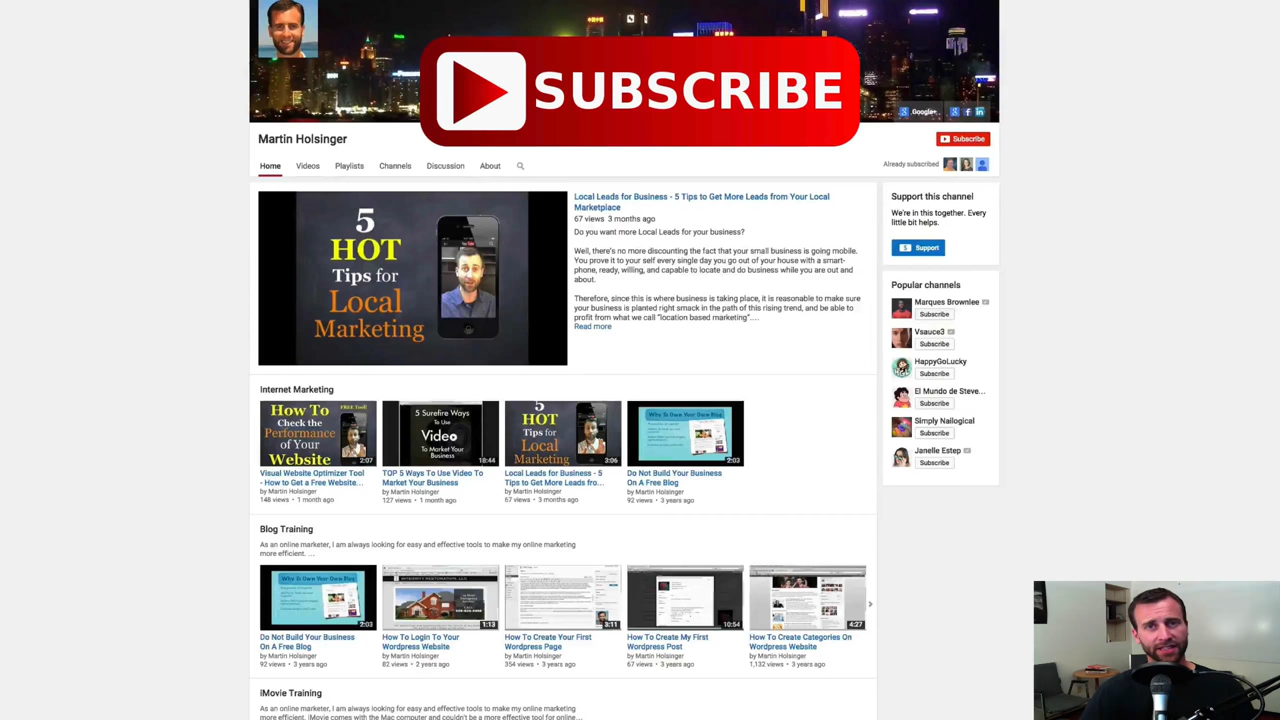 SUBSCRIBE
Google+
Martin Holsinger
Subscribe
Home
Videos
Playlists
Channels
Discussion
About
Already subscribed
5
HOT
Tips for
Local
Marketing
Local Leads for Business - 5 Tips to Get More Leads from Your Local
Marketplace
67 views 3 months ago
Do you want more Local Leads for your business?
Well, there's no more discounting the fact that your small business is going mobile.
You prove it to your self every single day you go out of your house with a smart-
phone, ready, willing, and capable to locate and do business while you are out and
about.
Therefore, since this is where business is taking place, it is reasonable to make sure
your business is planted right smack in the path of this rising trend, and be able to
profit from what we call "location based marketing"....
Read more
Support this channel
We're in this together. Every
little bit helps.
Support
Popular channels
Marques Brownlee
Subscribe
Vsauce3
Subscribe
HappyGoLucky
Subscribe
El Mundo de Steve...
Subscribe
Simply Nailogical
Subscribe
Janelle Estep
Subscribe
Internet Marketing
How To
FREE Tool!
Check the
Performance
of Your
Website
2:07
Visual Website Optimizer Tool
- How to Get a Free Website...
by Martin Holsinger
148 views • 1 month ago
5 Surefire Ways
To Use
Video
To Market Your
Business
18:44
TOP 5 Ways To Use Video To
Market Your Business
by Martin Holsinger
127 views • 1 month ago
5
HOT
Tips for
Local
Marketing
3:06
Local Leads for Business - 5
Tips to Get More Leads fro...
by Martin Holsinger
67 views • 3 months ago
Why To Own Your Own Blog
2:03
Do Not Build Your Business
On A Free Blog
by Martin Holsinger
92 views • 3 years ago
Blog Training
As an online marketer, I am always looking for easy and effective tools to make my online marketing
more efficient. ...
Why To Own Your Own Blog
2:03
Do Not Build Your Business
On A Free Blog
by Martin Holsinger
92 views • 3 years ago
1:13
How To Login To Your
Wordpress Website
by Martin Holsinger
82 views • 2 years ago
3:11
How To Create Your First
Wordpress Page
by Martin Holsinger
354 views • 3 years ago
10:54
How To Create My First
Wordpress Post
by Martin Holsinger
67 views • 3 years ago
4:27
How To Create Categories On
Wordpress Website
by Martin Holsinger
1,132 views • 3 years ago
iMovie Training
As an online marketer, I am always looking for easy and effective tools to make my online marketing
more efficient. iMovie comes with the Mac computer and couldn't be a more effective tool for online...